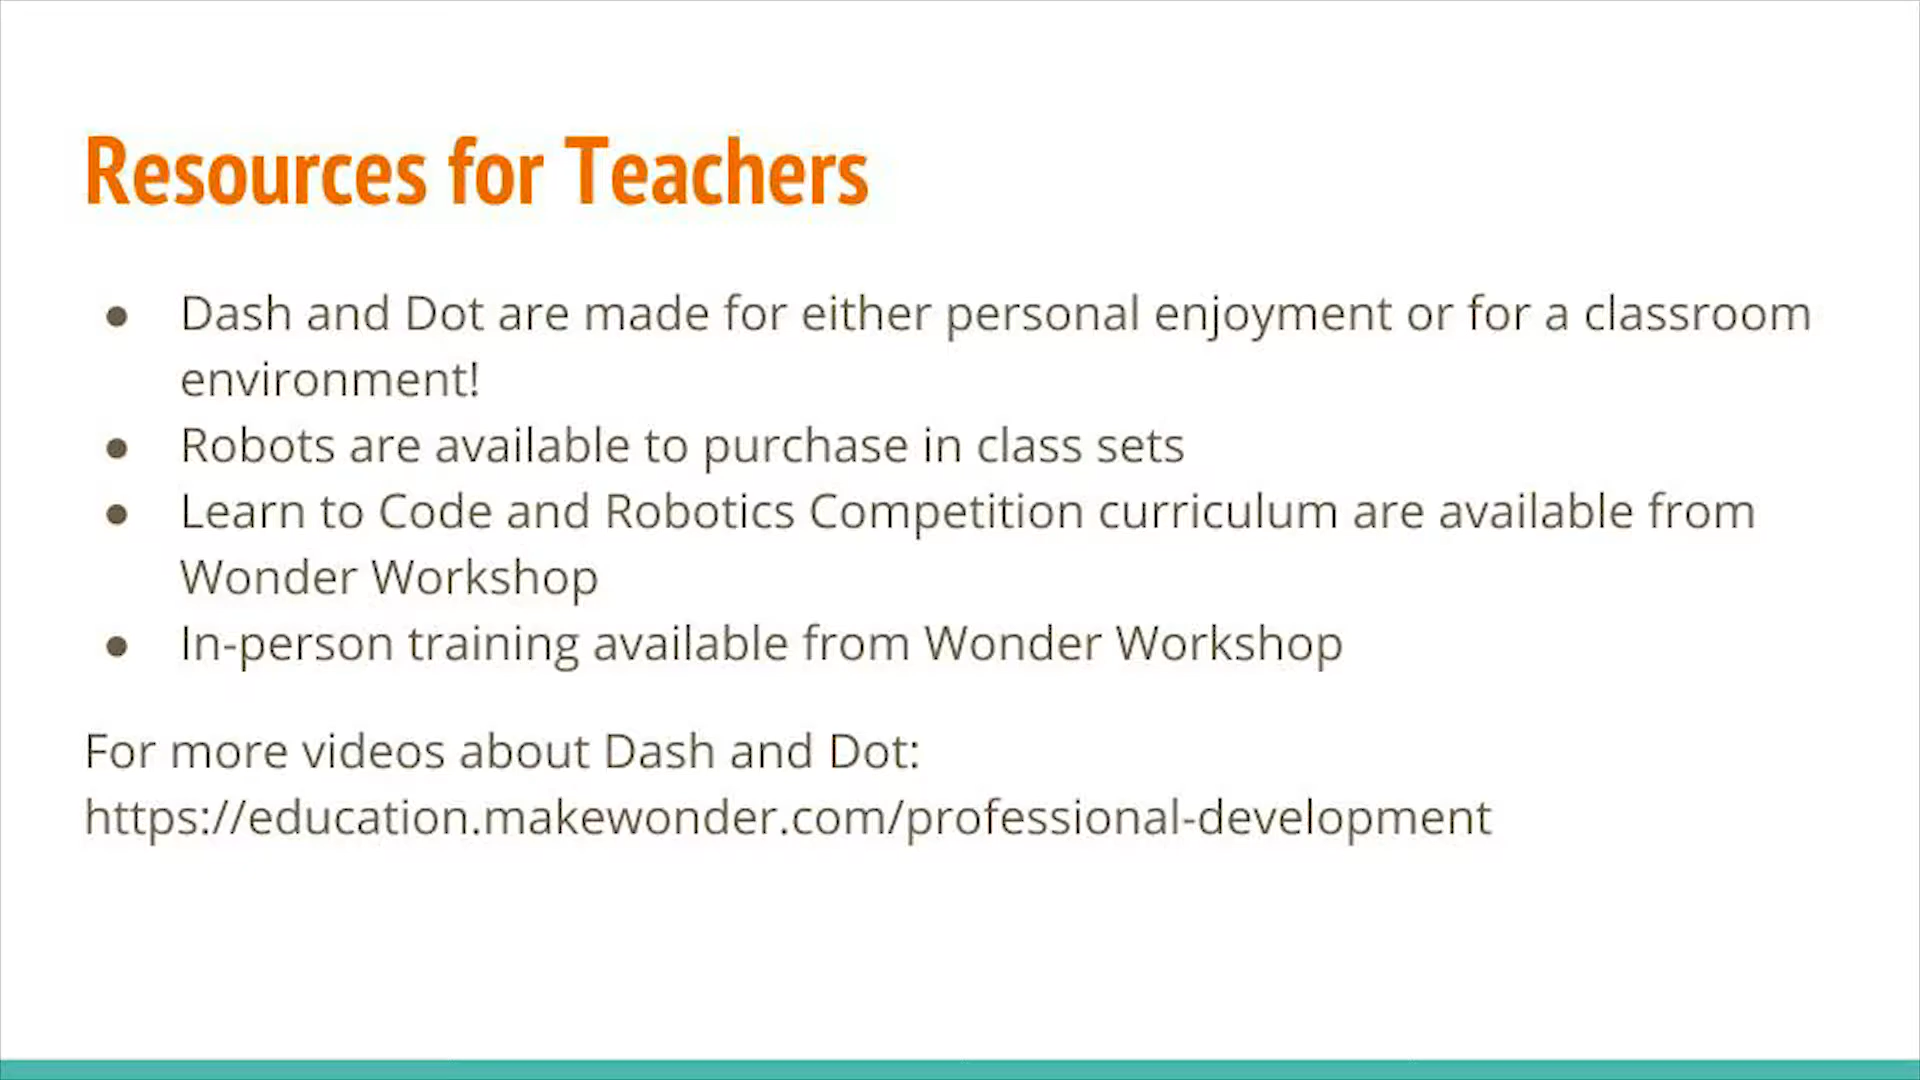 Resources for Teachers
● Dash and Dot are made for either personal enjoyment or for a classroom
environment!
● Robots are available to purchase in class sets
● Learn to Code and Robotics Competition curriculum are available from
Wonder Workshop
● In-person training available from Wonder Workshop
For more videos about Dash and Dot:
https://education.makewonder.com/professional-development